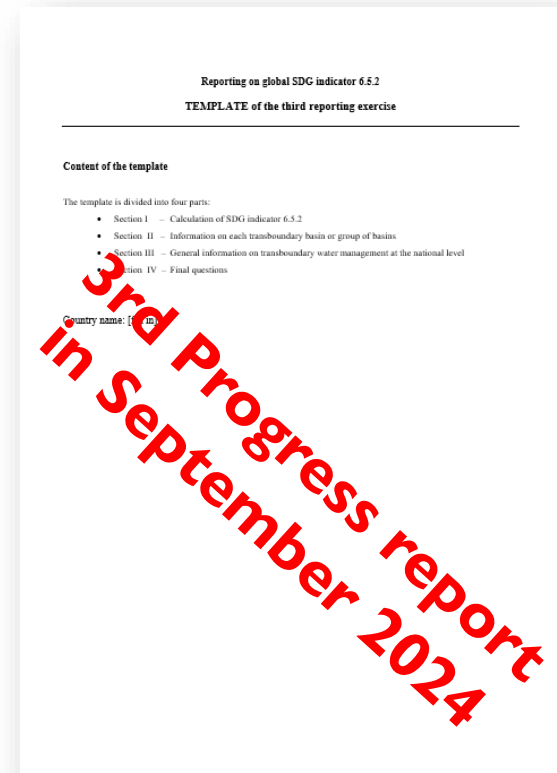 Reporting on global SDG indicator 6.5.2
TEMPLATE of the third reporting exercise
Content of the template
The template is divided into four parts:
• Section I – Calculation of SDG indicator 6.5.2
• Section II – Information on each transboundary basin or group of basins
• Section III – General information on transboundary water management at the national level
• Section IV – Final questions
Country name: [fill in]
3rd Progress report
in September 2024